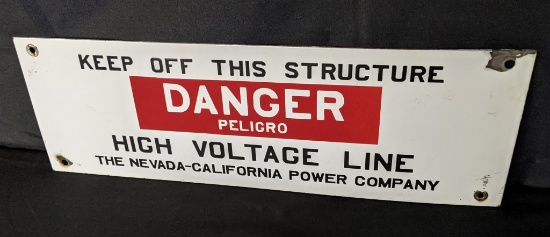 KEEP OFF THIS STRUCTURE
DANGER
PELIGRO
HIGH VOLTAGE LINE
THE NEVADA-CALIFORNIA POWER COMPANY